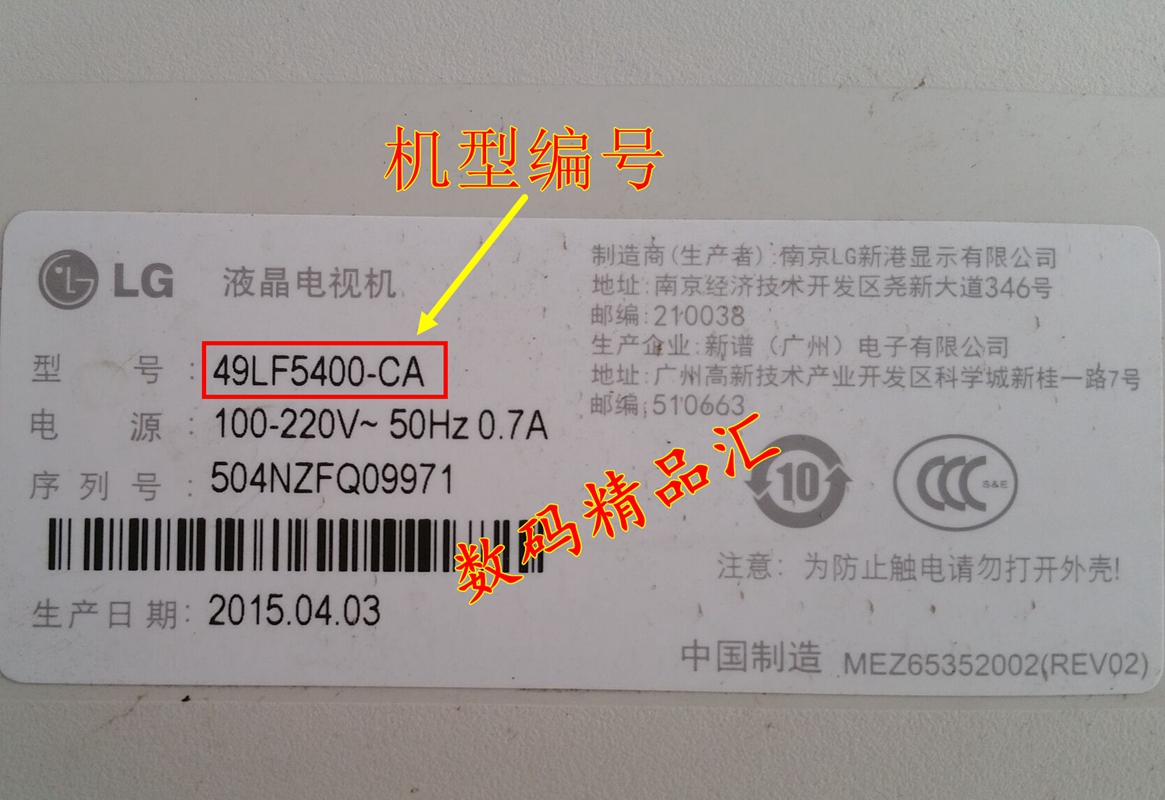 机型编号
LG 液晶电视机
型 号 : 49LF5400-CA
电 源 : 100-220V~ 50Hz 0.7A
序 列 号 : 504NZFQ09971
生产日期: 2015.04.03
制造商(生产者):南京LG新港显示有限公司
地址:南京经济技术开发区尧新大道346号
邮编:210038
生产企业:新谱(广州)电子有限公司
地址:广州高新技术产业开发区科学城新桂一路7号
邮编:510663
数码精品汇
10
CCC S&E
注意: 为防止触电请勿打开外壳!
中国制造 MEZ65352002(REV02)